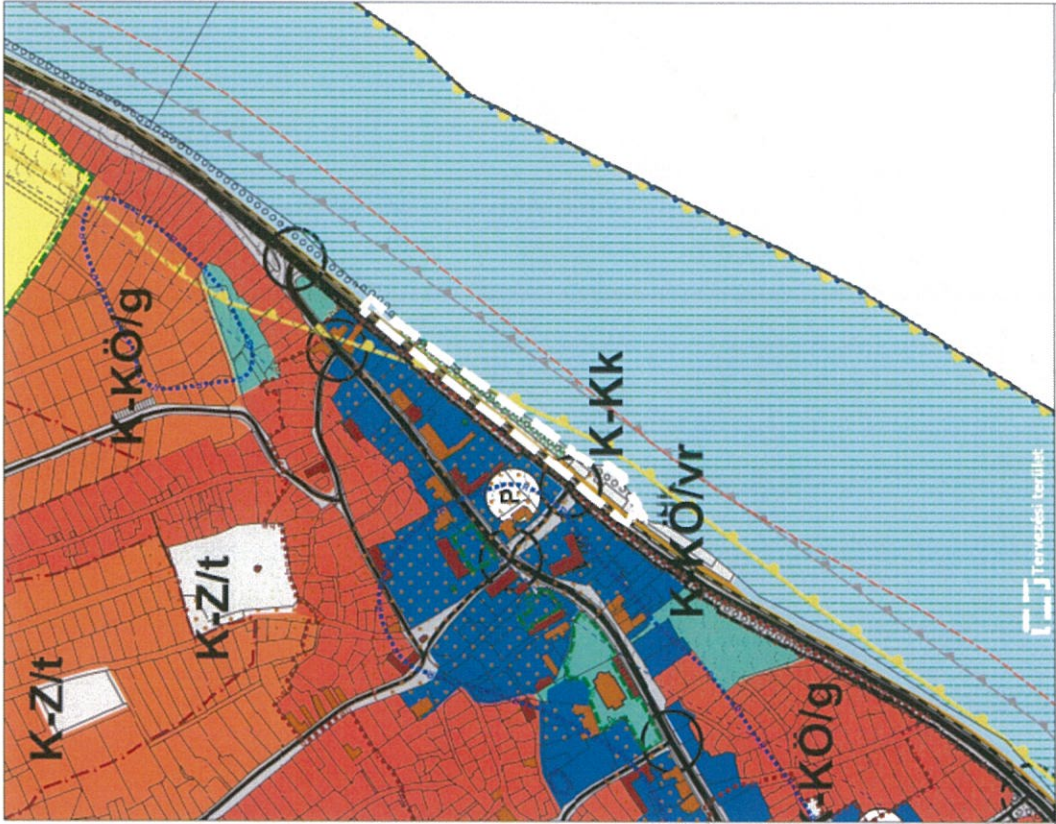 K-Z/t
K-Z/t
K-KÖ/g
P
K-Kk
K-KÖ/vr
K-KÖ/g
Tervezési terület